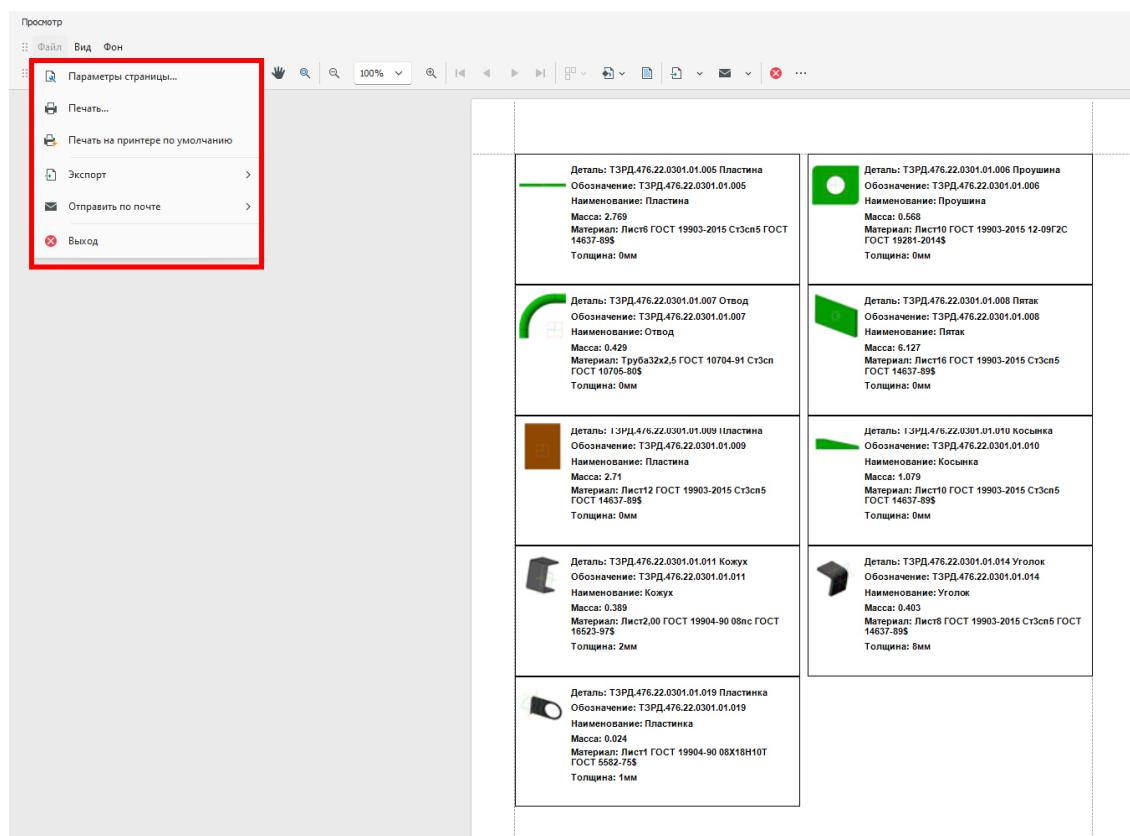 Просмотр
Файл Вид Фон
100%
Параметры страницы...
Печать...
Печать на принтере по умолчанию
Экспорт
Отправить по почте
Выход
Деталь: ТЗРД.476.22.0301.01.005 Пластина
Обозначение: ТЗРД.476.22.0301.01.005
Наименование: Пластина
Масса: 2.769
Материал: Лист6 ГОСТ 19903-2015 Ст3сп5 ГОСТ
14637-89$
Толщина: 0мм
Деталь: ТЗРД.476.22.0301.01.006 Проушина
Обозначение: ТЗРД.476.22.0301.01.006
Наименование: Проушина
Масса: 0.568
Материал: Лист10 ГОСТ 19903-2015 12-09Г2С
ГОСТ 19281-2014$
Толщина: 0мм
Деталь: ТЗРД.476.22.0301.01.007 Отвод
Обозначение: ТЗРД.476.22.0301.01.007
Наименование: Отвод
Масса: 0.429
Материал: Труба32х2,5 ГОСТ 10704-91 Ст3сп
ГОСТ 10705-80$
Толщина: 0мм
Деталь: ТЗРД.476.22.0301.01.008 Пятак
Обозначение: ТЗРД.476.22.0301.01.008
Наименование: Пятак
Масса: 6.127
Материал: Лист16 ГОСТ 19903-2015 Ст3сп5
ГОСТ 14637-89$
Толщина: 0мм
Деталь: ТЗРД.476.22.0301.01.009 Пластина
Обозначение: ТЗРД.476.22.0301.01.009
Наименование: Пластина
Масса: 2.71
Материал: Лист12 ГОСТ 19903-2015 Ст3сп5
ГОСТ 14637-89$
Толщина: 0мм
Деталь: ТЗРД.476.22.0301.01.010 Косынка
Обозначение: ТЗРД.476.22.0301.01.010
Наименование: Косынка
Масса: 1.079
Материал: Лист10 ГОСТ 19903-2015 Ст3сп5
ГОСТ 14637-89$
Толщина: 0мм
Деталь: ТЗРД.476.22.0301.01.011 Кожух
Обозначение: ТЗРД.476.22.0301.01.011
Наименование: Кожух
Масса: 0.389
Материал: Лист2,00 ГОСТ 19904-90 08пс ГОСТ
16523-97$
Толщина: 2мм
Деталь: ТЗРД.476.22.0301.01.014 Уголок
Обозначение: ТЗРД.476.22.0301.01.014
Наименование: Уголок
Масса: 0.403
Материал: Лист8 ГОСТ 19903-2015 Ст3сп5 ГОСТ
14637-89$
Толщина: 8мм
Деталь: ТЗРД.476.22.0301.01.019 Пластинка
Обозначение: ТЗРД.476.22.0301.01.019
Наименование: Пластинка
Масса: 0.024
Материал: Лист1 ГОСТ 19904-90 08Х18Н10Т
ГОСТ 5582-75$
Толщина: 1мм